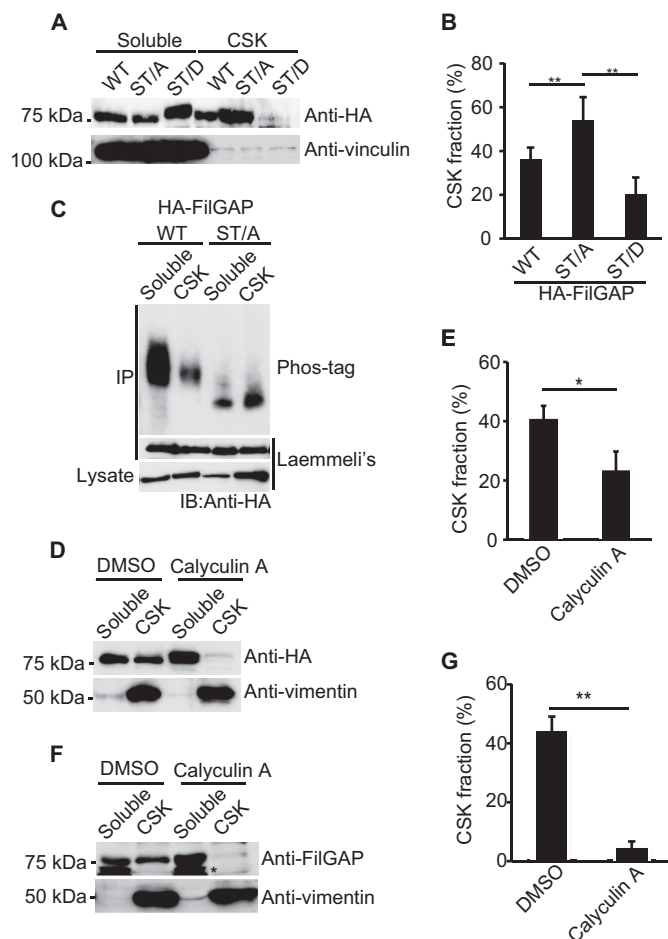 A
Soluble CSK
WT ST/A ST/D WT ST/A ST/D
75 kDa Anti-HA
100 kDa Anti-vinculin
B
CSK fraction (%)
80
60
40
20
0
** **
WT ST/A ST/D
HA-FilGAP
C
HA-FilGAP
WT ST/A
Soluble CSK Soluble CSK
IP
Phos-tag
Laemmeli's
Lysate
IB:Anti-HA
D
DMSO Calyculin A
Soluble CSK Soluble CSK
75 kDa Anti-HA
50 kDa Anti-vimentin
E
CSK fraction (%)
60
40
20
0
*
DMSO Calyculin A
F
DMSO Calyculin A
Soluble CSK Soluble CSK
75 kDa Anti-FilGAP
*
50 kDa Anti-vimentin
G
CSK fraction (%)
60
40
20
0
**
DMSO Calyculin A